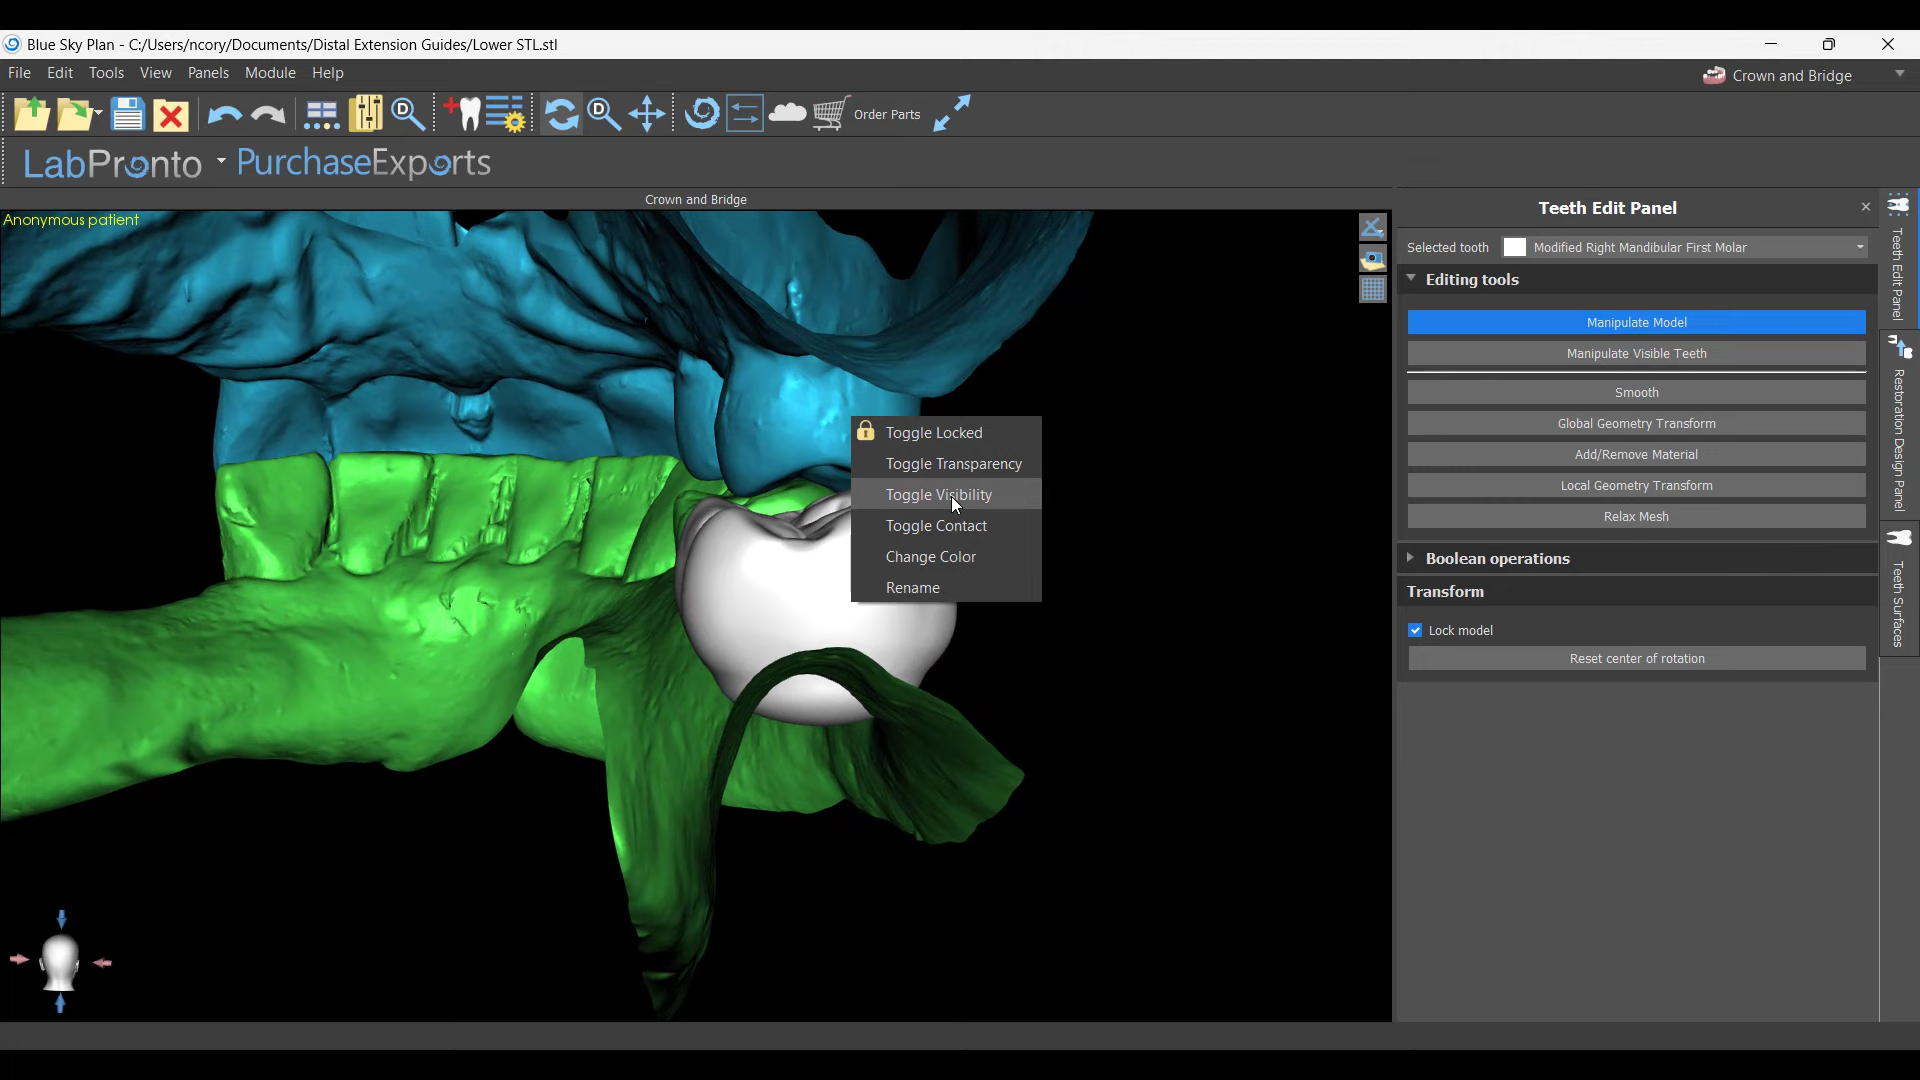 Blue Sky Plan - C:/Users/ncory/Documents/Distal Extension Guides/Lower STL.stl
File Edit Tools View Panels Module Help
Crown and Bridge
Order Parts
LabPronto PurchaseExports
Crown and Bridge
Anonymous patient
Toggle Locked
Toggle Transparency
Toggle Visibility
Toggle Contact
Change Color
Rename
Teeth Edit Panel
Selected tooth Modified Right Mandibular First Molar
Editing tools
Manipulate Model
Manipulate Visible Teeth
Smooth
Global Geometry Transform
Add/Remove Material
Local Geometry Transform
Relax Mesh
Boolean operations
Transform
Lock model
Reset center of rotation
Teeth Edit Panel
Restoration Design Panel
Teeth Surfaces